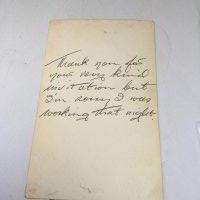 Thank you for
your very kind
invitation but
I'm sorry I was
working that night